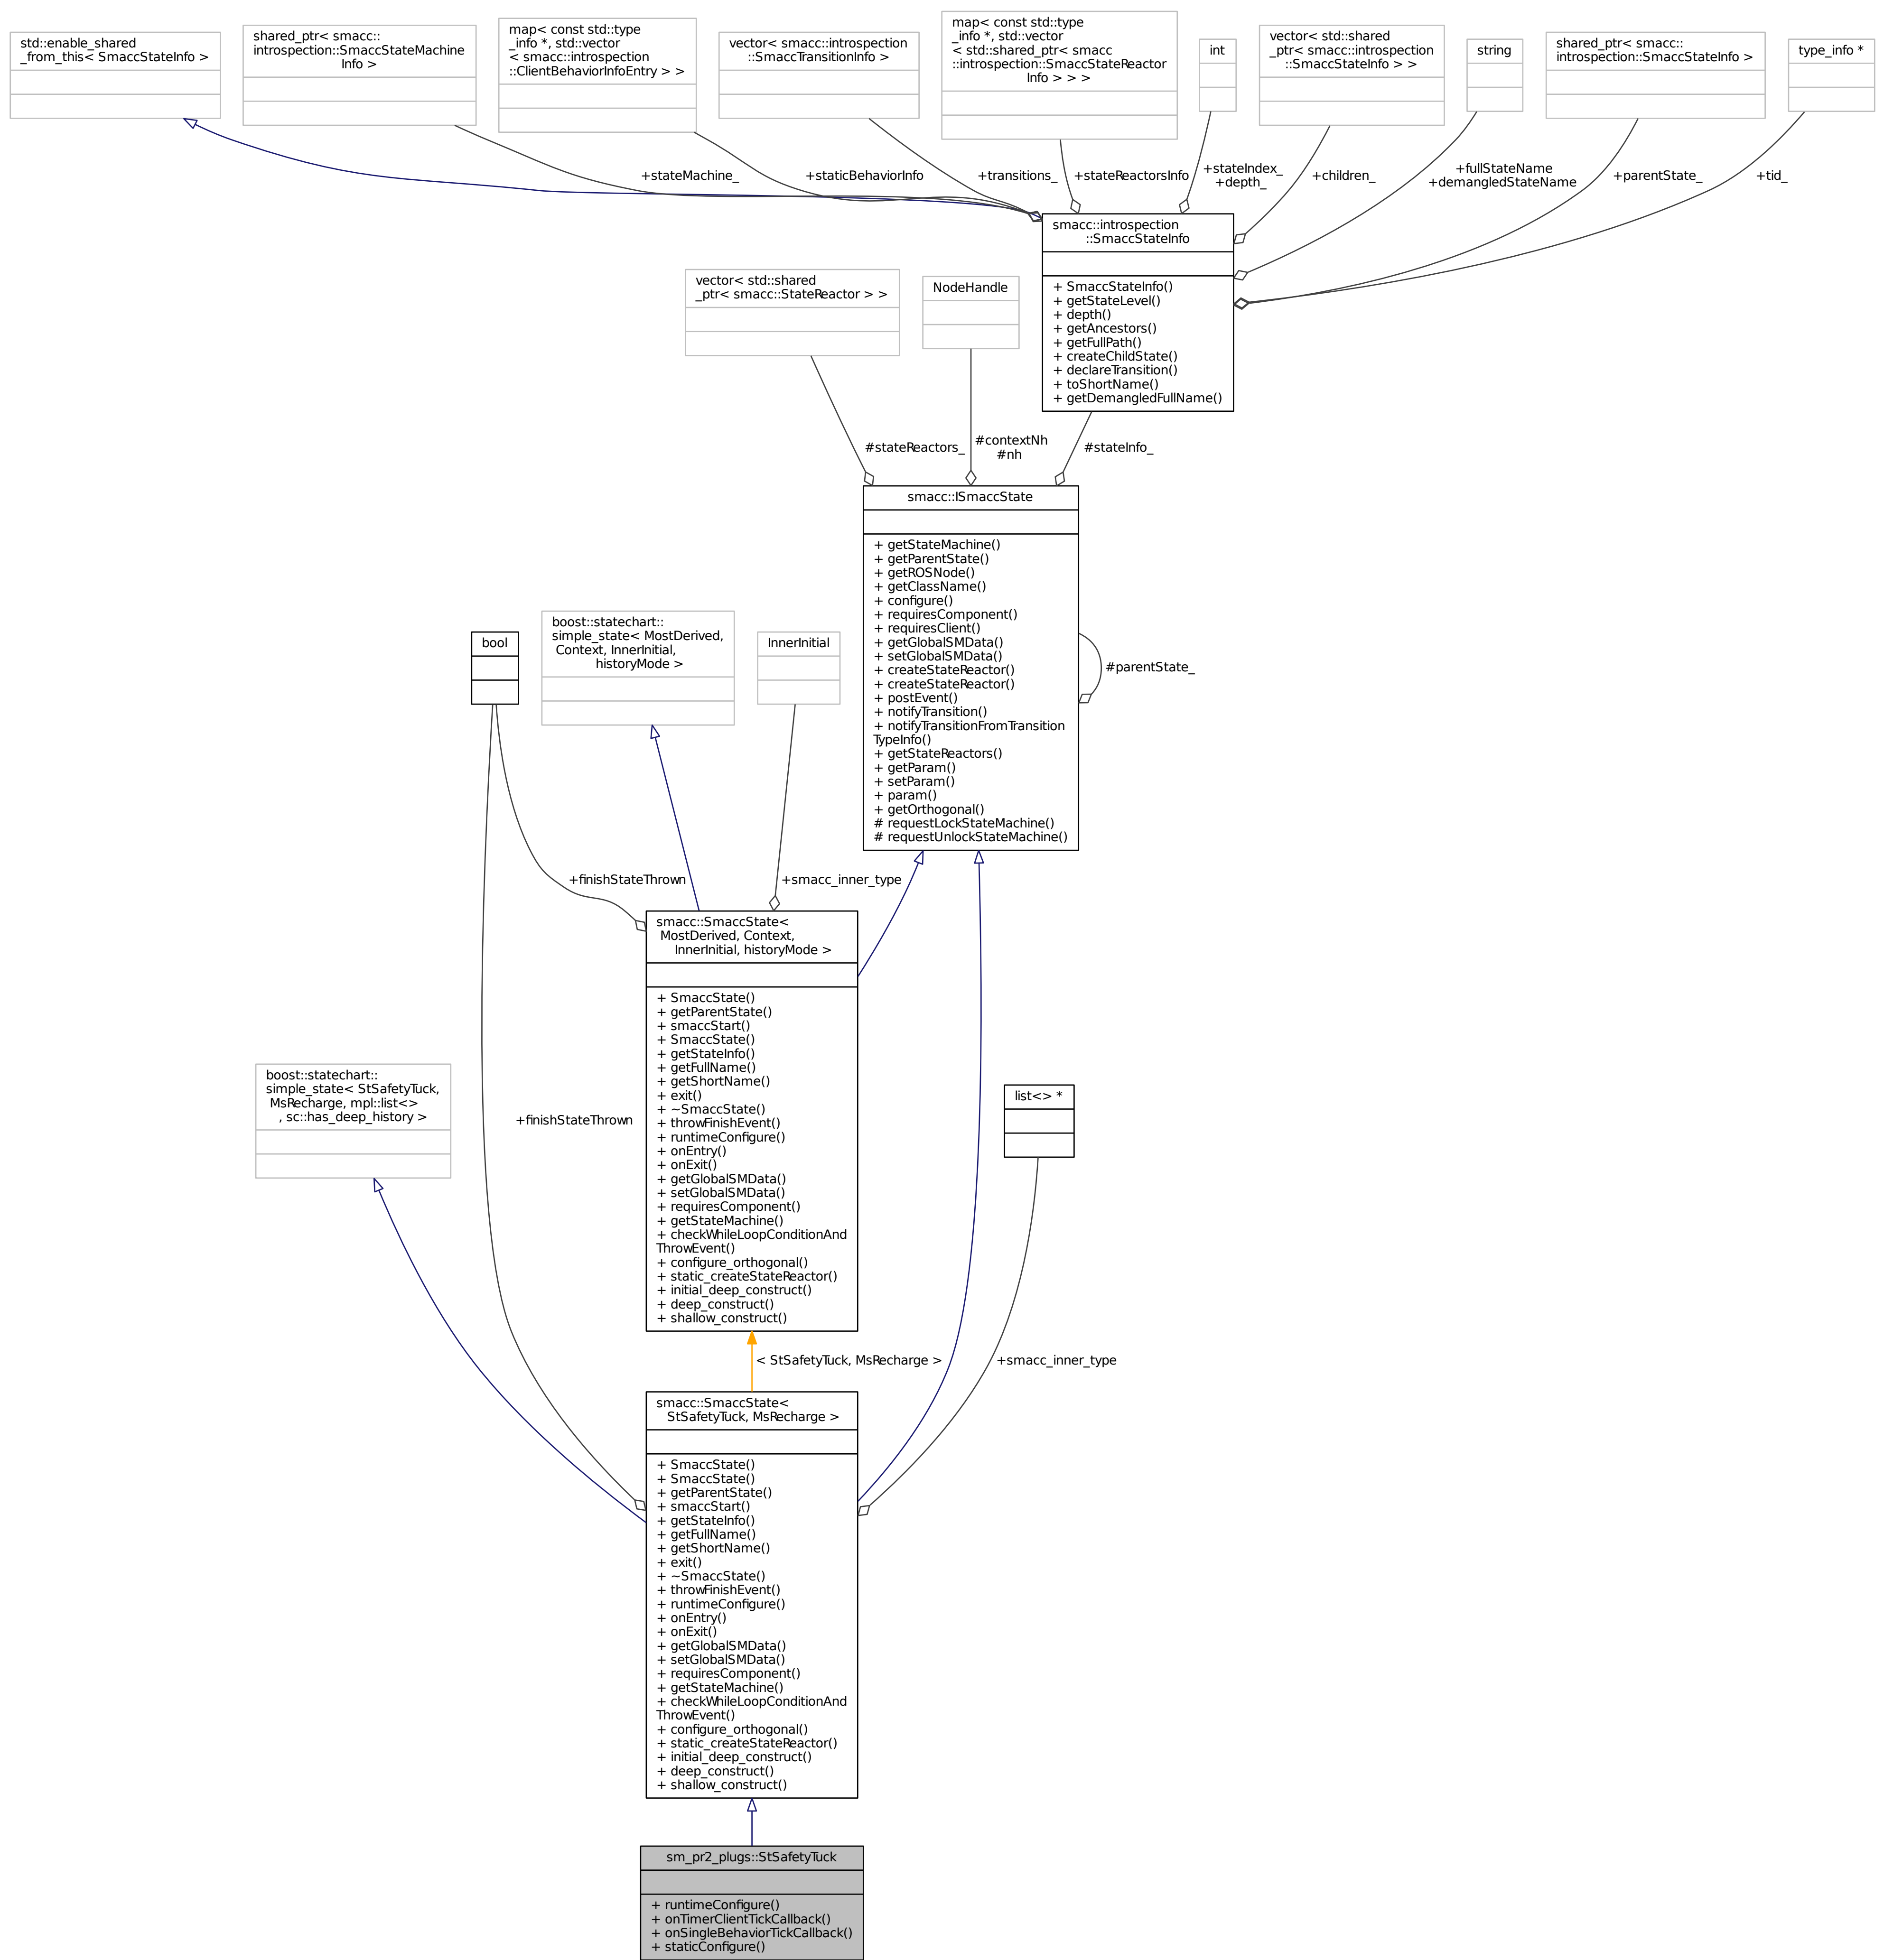 std::enable_shared
_from_this< SmaccStateInfo >
shared_ptr< smacc::
introspection::SmaccStateMachine
Info >
map< const std::type
_info *, std::vector
< smacc::introspection
::ClientBehaviorInfoEntry > >
vector< smacc::introspection
::SmaccTransitionInfo >
map< const std::type
_info *, std::vector
< std::shared_ptr< smacc
::introspection::SmaccStateReactor
Info > > >
int
vector< std::shared
_ptr< smacc::introspection
::SmaccStateInfo > >
string
shared_ptr< smacc::
introspection::SmaccStateInfo >
type_info *
+stateMachine_
+staticBehaviorInfo
+transitions_
+stateReactorsInfo
+stateIndex_
+depth_
+children_
+fullStateName
+demangledStateName
+parentState_
+tid_
smacc::introspection
::SmaccStateInfo
+ SmaccStateInfo()
+ getStateLevel()
+ depth()
+ getAncestors()
+ getFullPath()
+ createChildState()
+ declareTransition()
+ toShortName()
+ getDemangledFullName()
vector< std::shared
_ptr< smacc::StateReactor > >
NodeHandle
#stateReactors_
#contextNh
#nh
#stateInfo_
smacc::ISmaccState
+ getStateMachine()
+ getParentState()
+ getROSNode()
+ getClassName()
+ configure()
+ requiresComponent()
+ requiresClient()
+ getGlobalSMData()
+ setGlobalSMData()
+ createStateReactor()
+ createStateReactor()
+ postEvent()
+ notifyTransition()
+ notifyTransitionFromTransition
TypeInfo()
+ getStateReactors()
+ getParam()
+ setParam()
+ param()
+ getOrthogonal()
# requestLockStateMachine()
# requestUnlockStateMachine()
#parentState_
bool
boost::statechart::
simple_state< MostDerived,
Context, InnerInitial,
historyMode >
InnerInitial
+finishStateThrown
+smacc_inner_type
smacc::SmaccState<
MostDerived, Context,
InnerInitial, historyMode >
+ SmaccState()
+ getParentState()
+ smaccStart()
+ SmaccState()
+ getStateInfo()
+ getFullName()
+ getShortName()
+ exit()
+ ~SmaccState()
+ throwFinishEvent()
+ runtimeConfigure()
+ onEntry()
+ onExit()
+ getGlobalSMData()
+ setGlobalSMData()
+ requiresComponent()
+ getStateMachine()
+ checkWhileLoopConditionAnd
ThrowEvent()
+ configure_orthogonal()
+ static_createStateReactor()
+ initial_deep_construct()
+ deep_construct()
+ shallow_construct()
boost::statechart::
simple_state< StSafetyTuck,
MsRecharge, mpl::list<>
, sc::has_deep_history >
+finishStateThrown
list<> *
< StSafetyTuck, MsRecharge >
+smacc_inner_type
smacc::SmaccState<
StSafetyTuck, MsRecharge >
+ SmaccState()
+ SmaccState()
+ getParentState()
+ smaccStart()
+ getStateInfo()
+ getFullName()
+ getShortName()
+ exit()
+ ~SmaccState()
+ throwFinishEvent()
+ runtimeConfigure()
+ onEntry()
+ onExit()
+ getGlobalSMData()
+ setGlobalSMData()
+ requiresComponent()
+ getStateMachine()
+ checkWhileLoopConditionAnd
ThrowEvent()
+ configure_orthogonal()
+ static_createStateReactor()
+ initial_deep_construct()
+ deep_construct()
+ shallow_construct()
sm_pr2_plugs::StSafetyTuck
+ runtimeConfigure()
+ onTimerClientTickCallback()
+ onSingleBehaviorTickCallback()
+ staticConfigure()